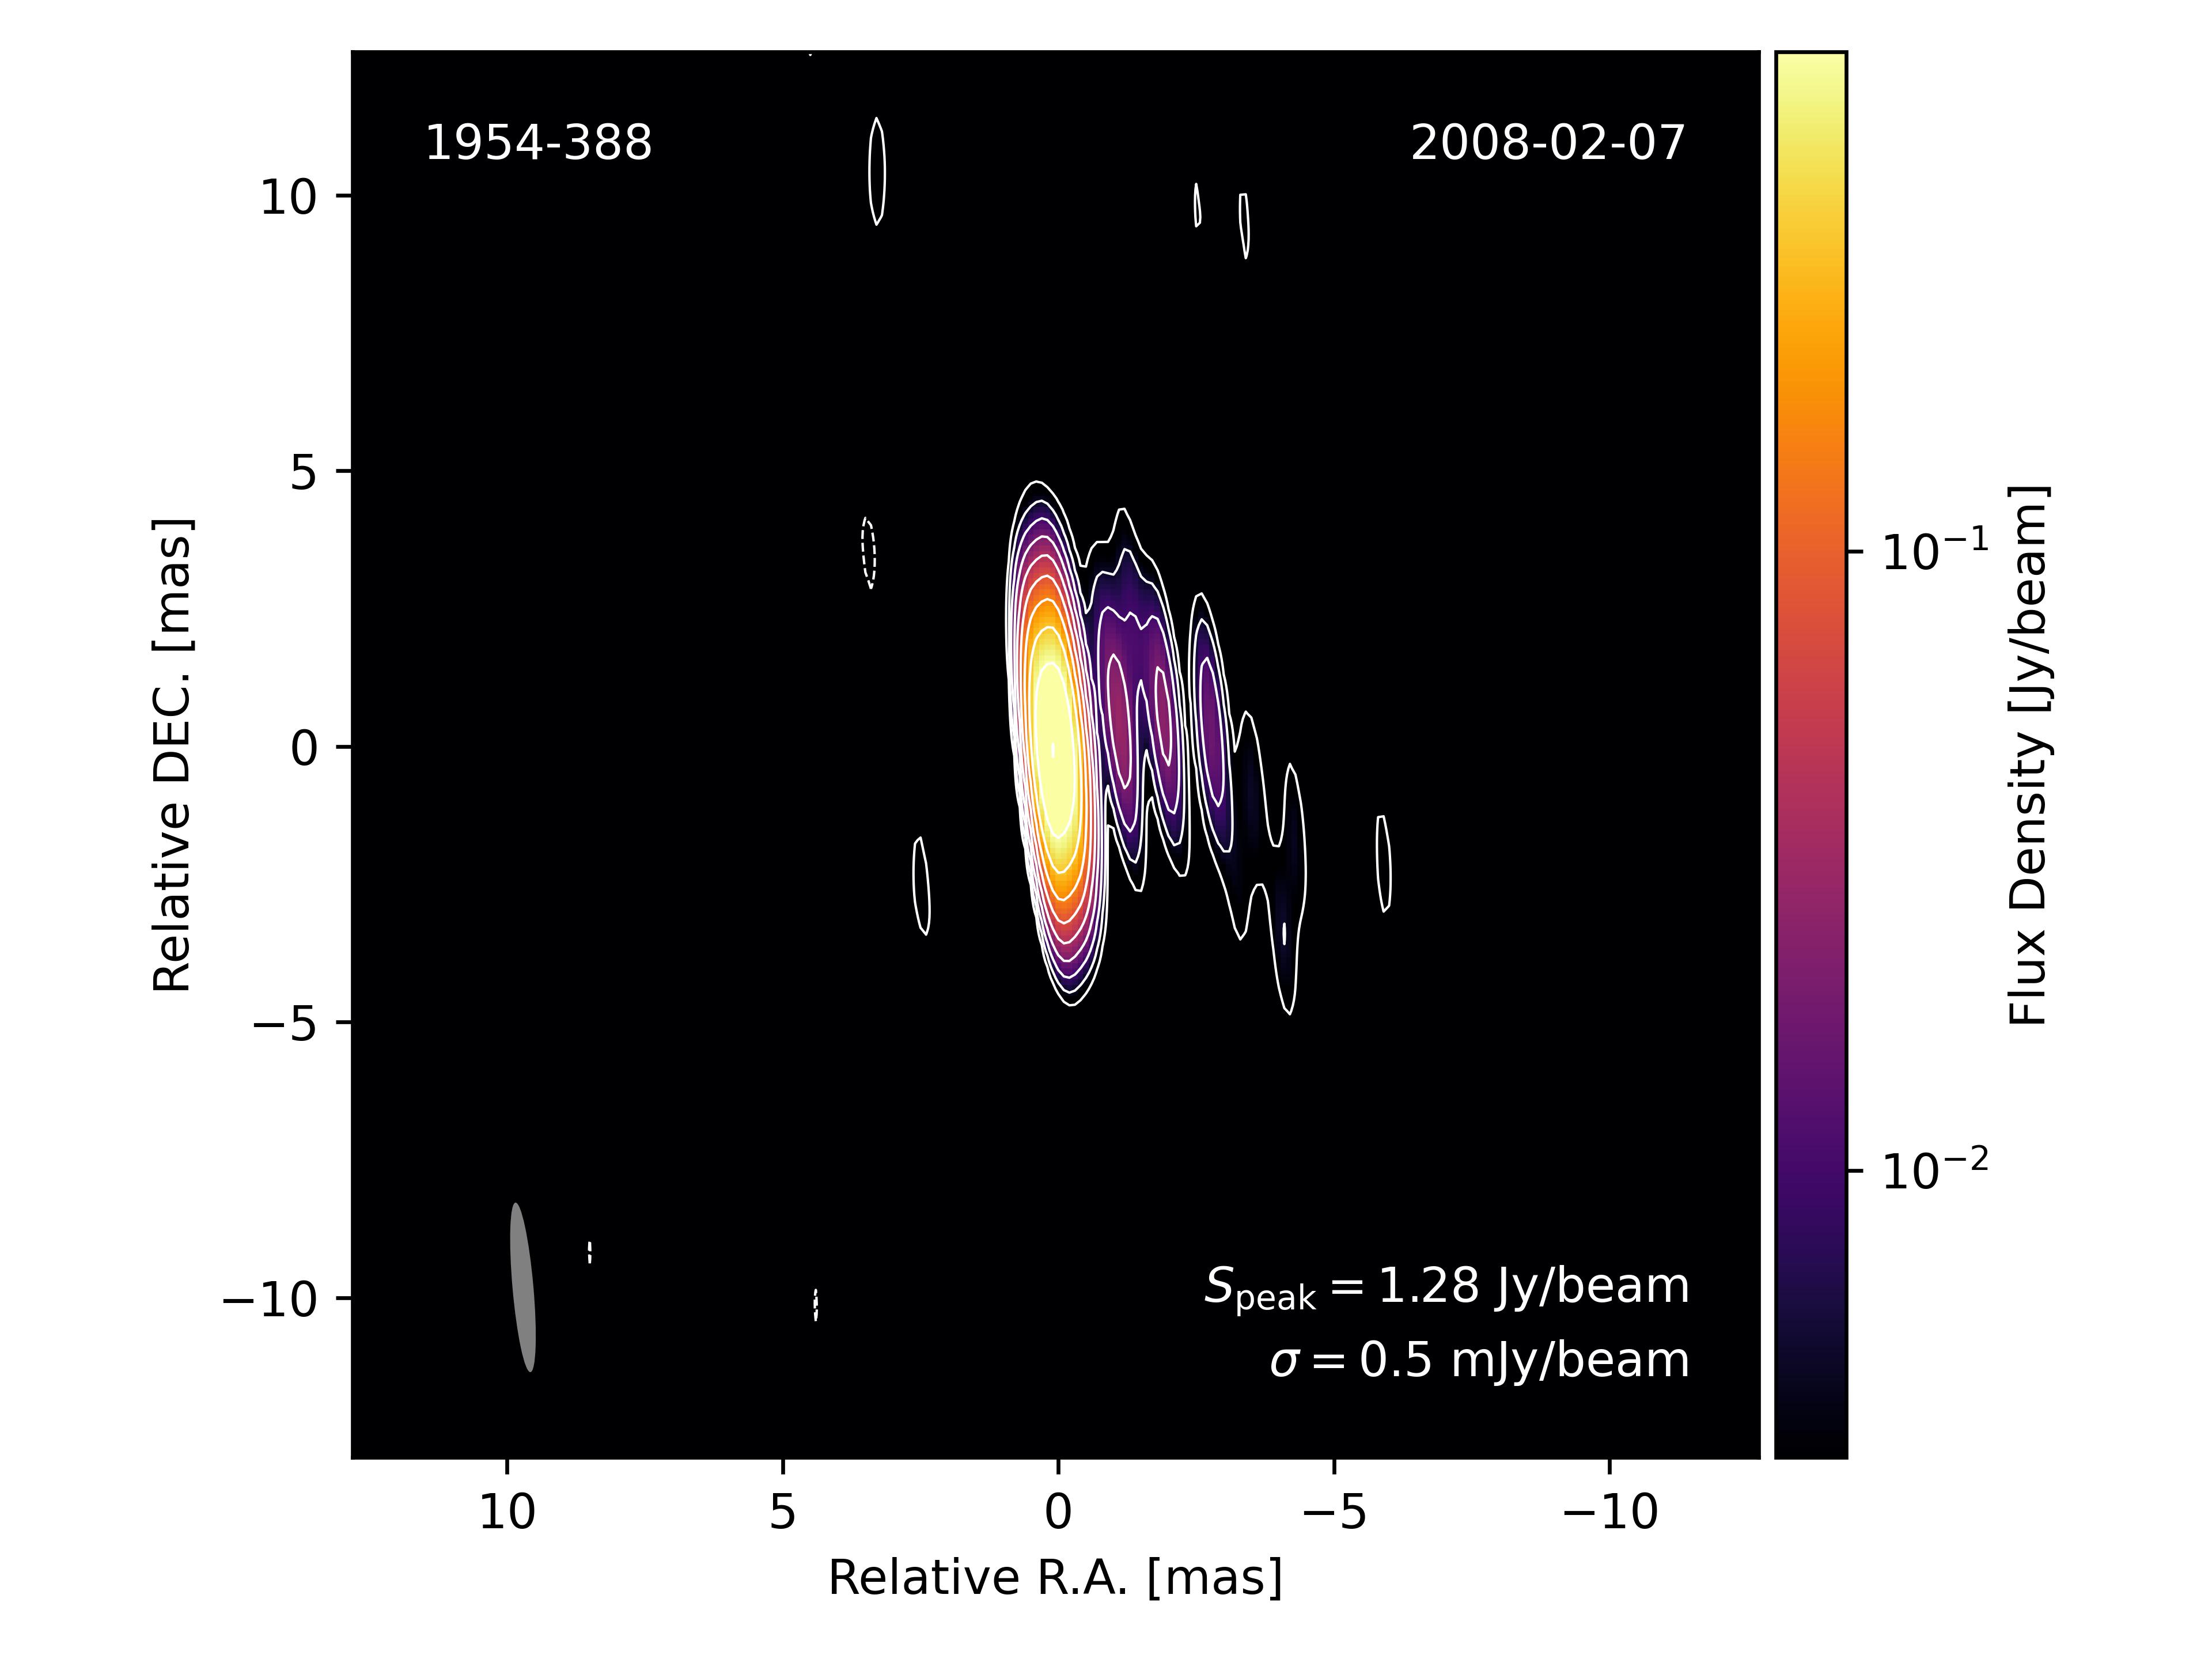 1954-388
2008-02-07
10
5
0
−5
−10
Relative DEC. [mas]
S_peak = 1.28 Jy/beam
σ = 0.5 mJy/beam
10
5
0
−5
−10
Relative R.A. [mas]
10⁻¹
10⁻²
Flux Density [Jy/beam]